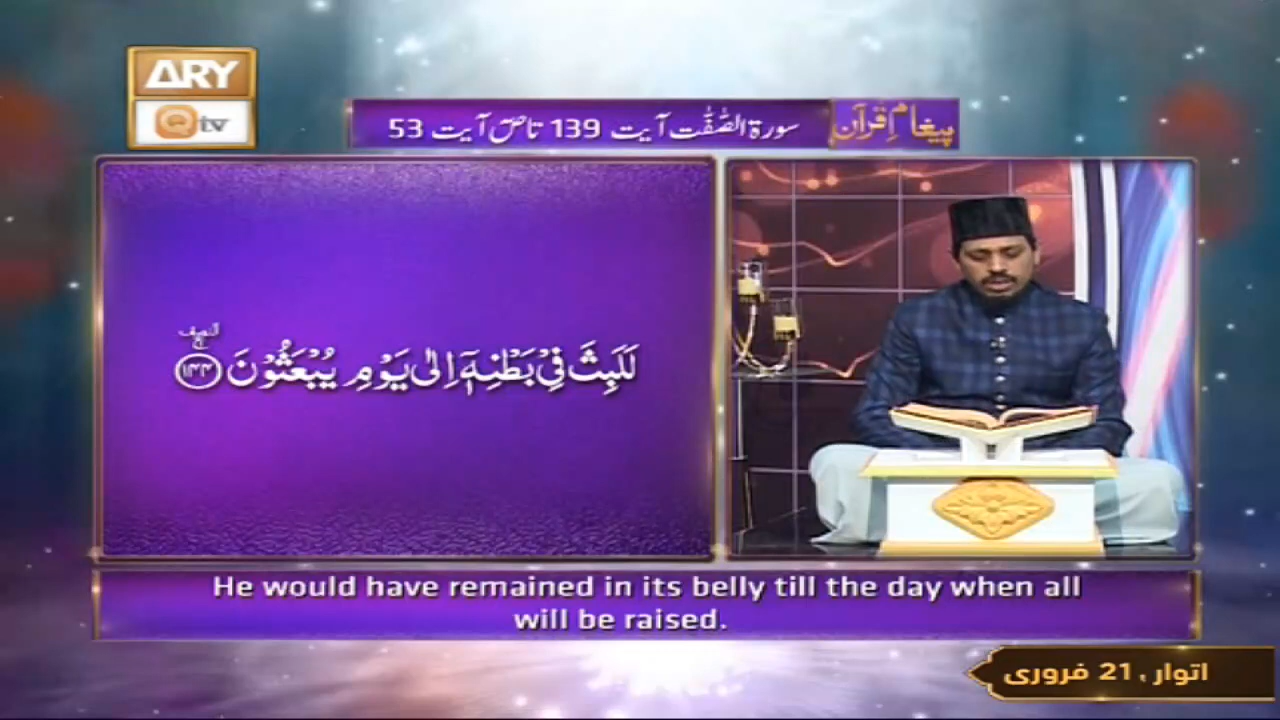 ARY
Qtv
پیغامِ قرآن
سورۃ الصّٰفّٰت آیت 139 تا صٓ آیت 53
لَلَبِثَ فِیْ بَطْنِهٖۤ اِلٰی یَوْمِ یُبْعَثُوْنَ ﴿۱۴۴﴾
He would have remained in its belly till the day when all
will be raised.
اتوار، 21 فروری